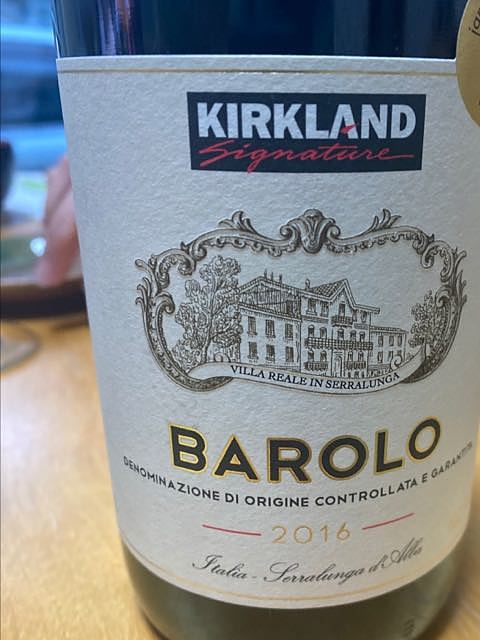 KIRKLAND
Signature
VILLA REALE IN SERRALUNGA
BAROLO
DENOMINAZIONE DI ORIGINE CONTROLLATA E GARANTITA
2016
Italia - Serralunga d'Alba